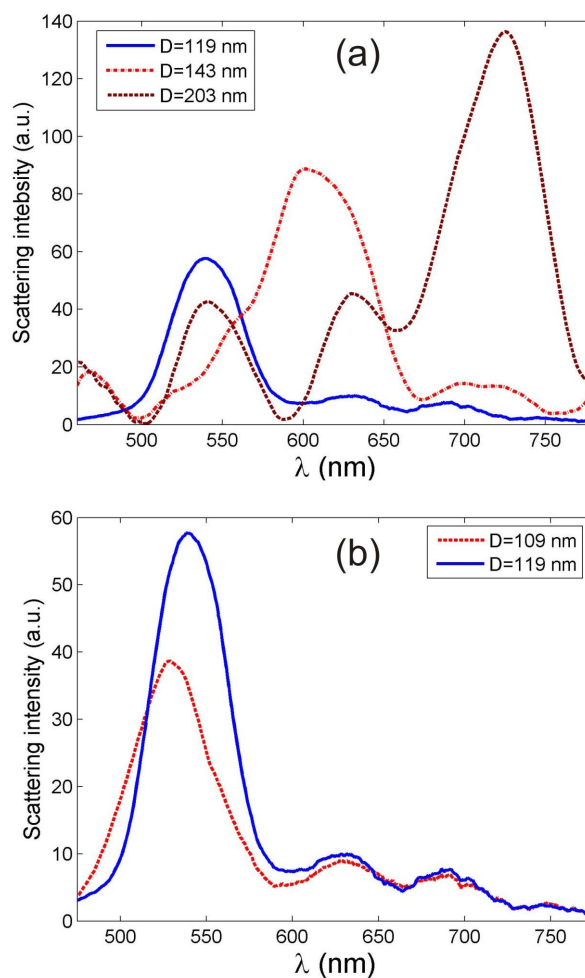 140
120
100
80
60
40
20
0
Scattering intebsity (a.u.)
D=119 nm
D=143 nm
D=203 nm
(a)
500 550 600 650 700 750
λ (nm)
60
50
40
30
20
10
0
Scattering intensity (a.u.)
(b)
D=109 nm
D=119 nm
500 550 600 650 700 750
λ (nm)